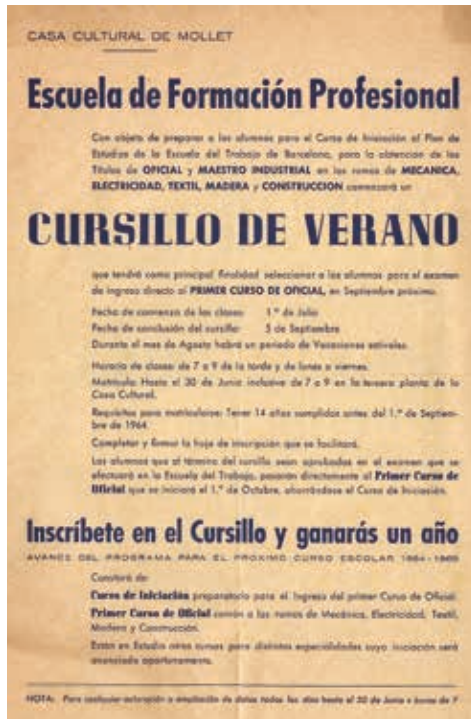 CASA CULTURAL DE MOLLET
Escuela de Formación Profesional
Con objeto de preparar a los alumnos para el Curso de Iniciación al Plan de
Estudios de la Escuela del Trabajo de Barcelona, para la obtención de los
Títulos de OFICIAL y MAESTRO INDUSTRIAL en las ramas de MECANICA,
ELECTRICIDAD, TEXTIL, MADERA y CONSTRUCCION comenzará un
CURSILLO DE VERANO
que tendrá como principal finalidad seleccionar a los alumnos para el examen
de ingreso directo al PRIMER CURSO DE OFICIAL, en Septiembre próximo.
Fecha de comienzo de las clases: 1.º de Julio
Fecha de conclusión del cursillo: 5 de Septiembre
Durante el mes de Agosto habrá un período de Vacaciones estivales.
Horario de clases: de 7 a 9 de la tarde y de lunes a viernes.
Matrícula: Hasta el 30 de Junio inclusive de 7 a 9 en la tercera planta de la
Casa Cultural.
Requisitos para matricularse: Tener 14 años cumplidos antes del 1.º de Septiem-
bre de 1964.
Completar y firmar la hoja de inscripción que se facilitará.
Los alumnos que al término del cursillo sean aprobados en el examen que se
efectuará en la Escuela del Trabajo, pasarán directamente al Primer Curso de
Oficial que se iniciará el 1.º de Octubre, ahorrándose el Curso de Iniciación.
Inscríbete en el Cursillo y ganarás un año
AVANCE DEL PROGRAMA PARA EL PROXIMO CURSO ESCOLAR 1964-1965
Constará de:
Curso de Iniciación preparatorio para el Ingreso del primer Curso de Oficial.
Primer Curso de Oficial común a las ramas de Mecánica, Electricidad, Textil,
Madera y Construcción.
Están en Estudio otros cursos para distintas especialidades cuya iniciación será
anunciada oportunamente.
NOTA: Para cualquier aclaración o ampliación de datos todos los días hasta el 30 de Junio a horas de 7